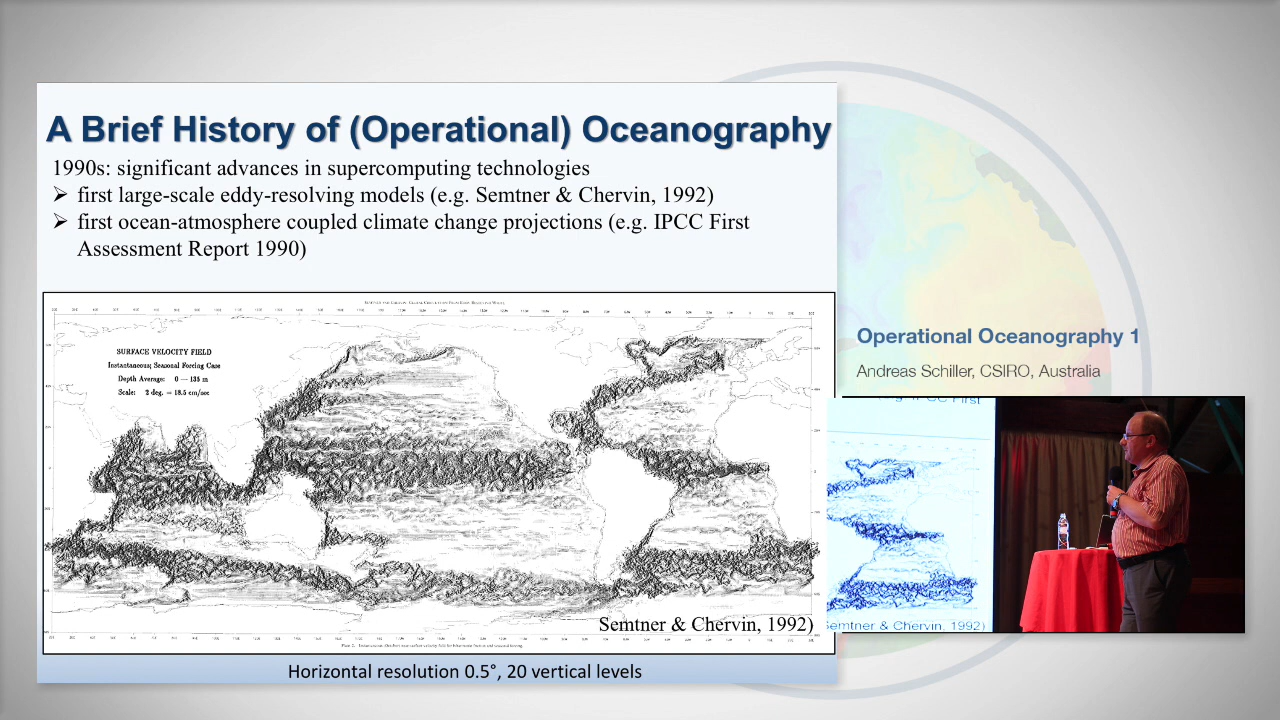 A Brief History of (Operational) Oceanography
1990s: significant advances in supercomputing technologies
➢ first large-scale eddy-resolving models (e.g. Semtner & Chervin, 1992)
➢ first ocean-atmosphere coupled climate change projections (e.g. IPCC First
Assessment Report 1990)
SURFACE VELOCITY FIELD
Instantaneous; Seasonal Forcing Case
Depth Average: 0 — 135 m
Scale: 2 deg. = 18.5 cm/sec
Semtner & Chervin, 1992)
Horizontal resolution 0.5°, 20 vertical levels
Operational Oceanography 1
Andreas Schiller, CSIRO, Australia
Semtner & Chervin, 1992)